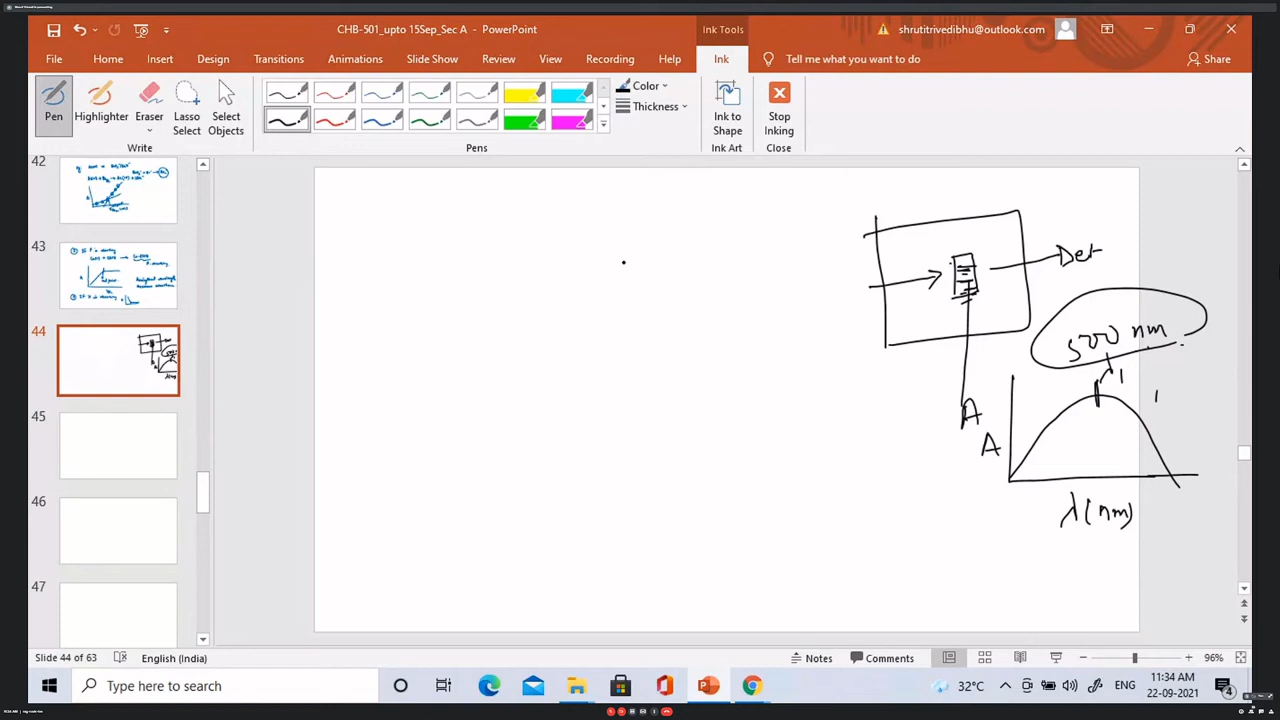 CHB-501_upto 15Sep_Sec A - PowerPoint
Ink Tools
shrutitrivedibhu@outlook.com
File Home Insert Design Transitions Animations Slide Show Review View Recording Help Ink Tell me what you want to do Share
Pen Highlighter Eraser Lasso Select Select Objects
Color
Thickness
Ink to Shape
Stop Inking
Write Pens Ink Art Close
42
43
44
45
46
47
Det
500 nm
A
A
λ(nm)
Slide 44 of 63 English (India) Notes Comments 96%
Type here to search
32°C ENG 11:34 AM
22-09-2021
4